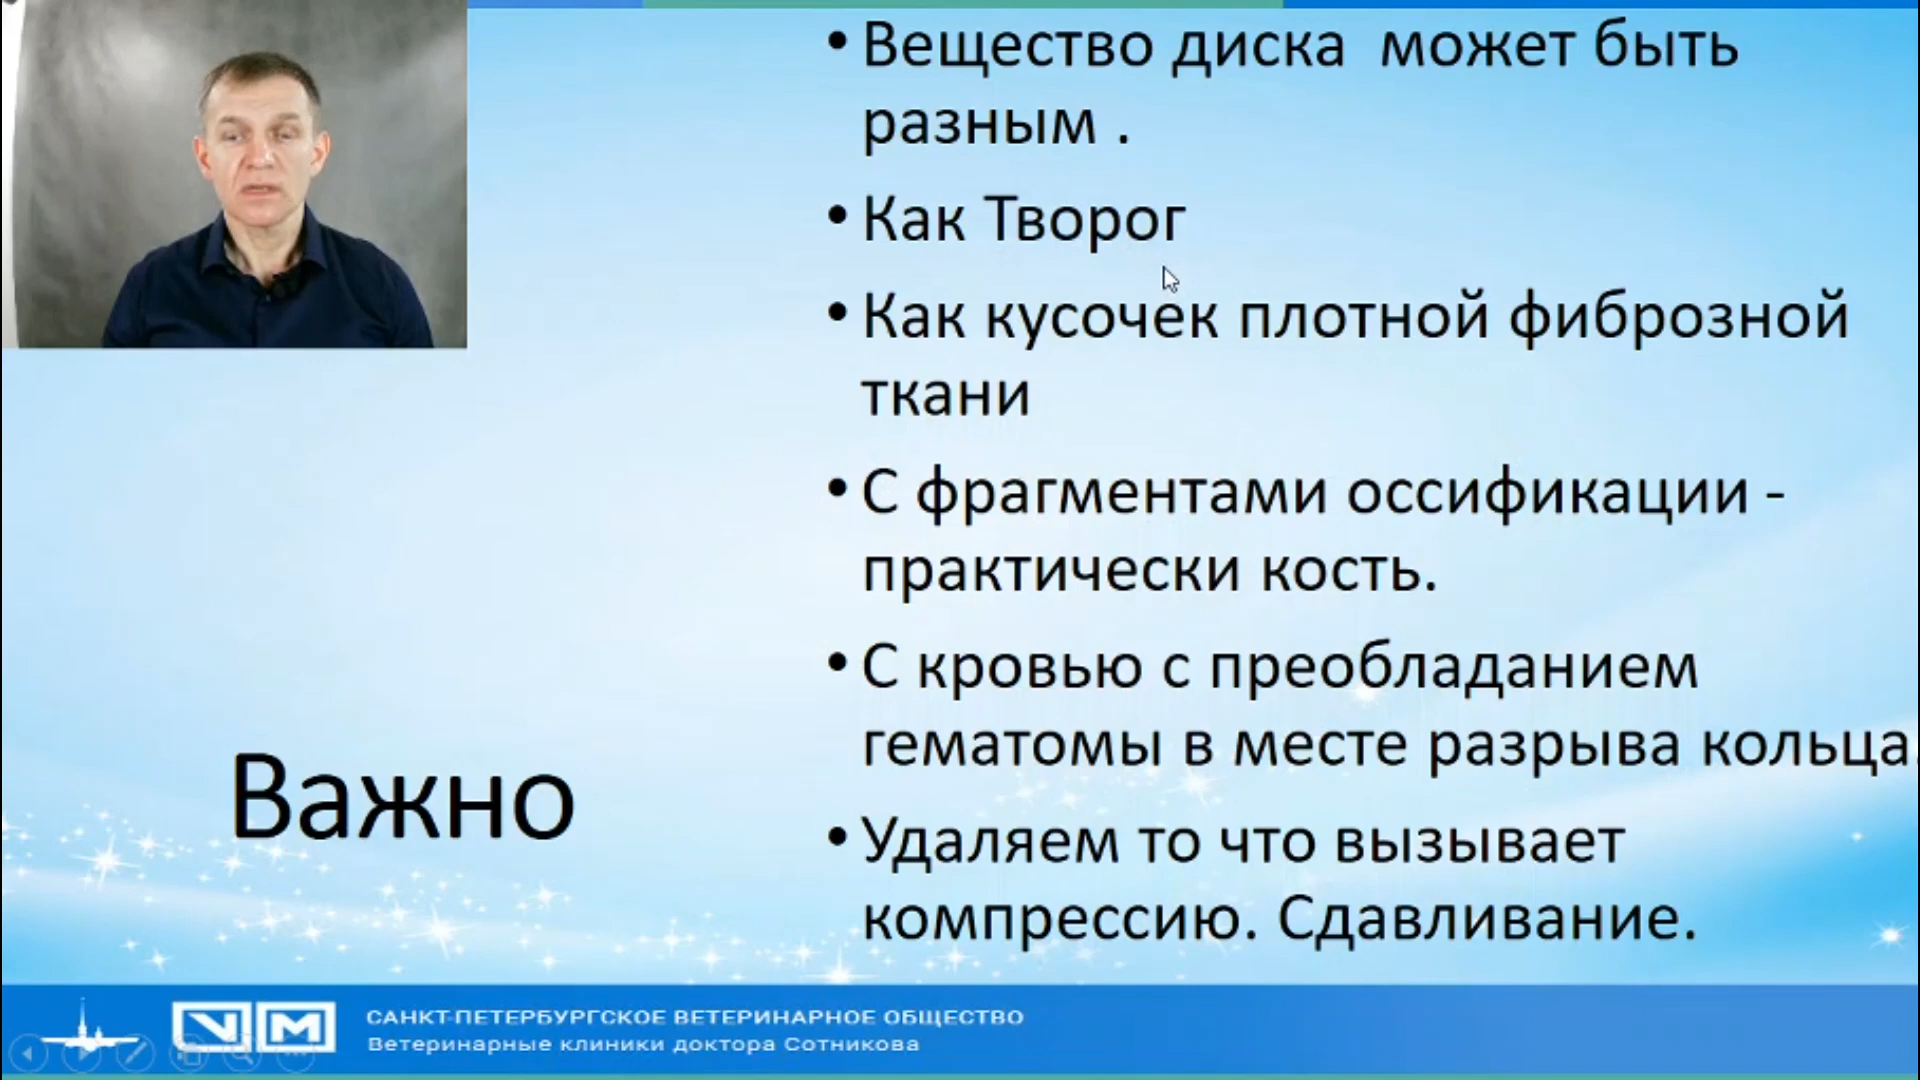 • Вещество диска может быть
разным .
• Как Творог
• Как кусочек плотной фиброзной
ткани
• С фрагментами оссификации -
практически кость.
• С кровью с преобладанием
гематомы в месте разрыва кольца.
• Удаляем то что вызывает
компрессию. Сдавливание.
Важно
VM
САНКТ-ПЕТЕРБУРГСКОЕ ВЕТЕРИНАРНОЕ ОБЩЕСТВО
Ветеринарные клиники доктора Сотникова